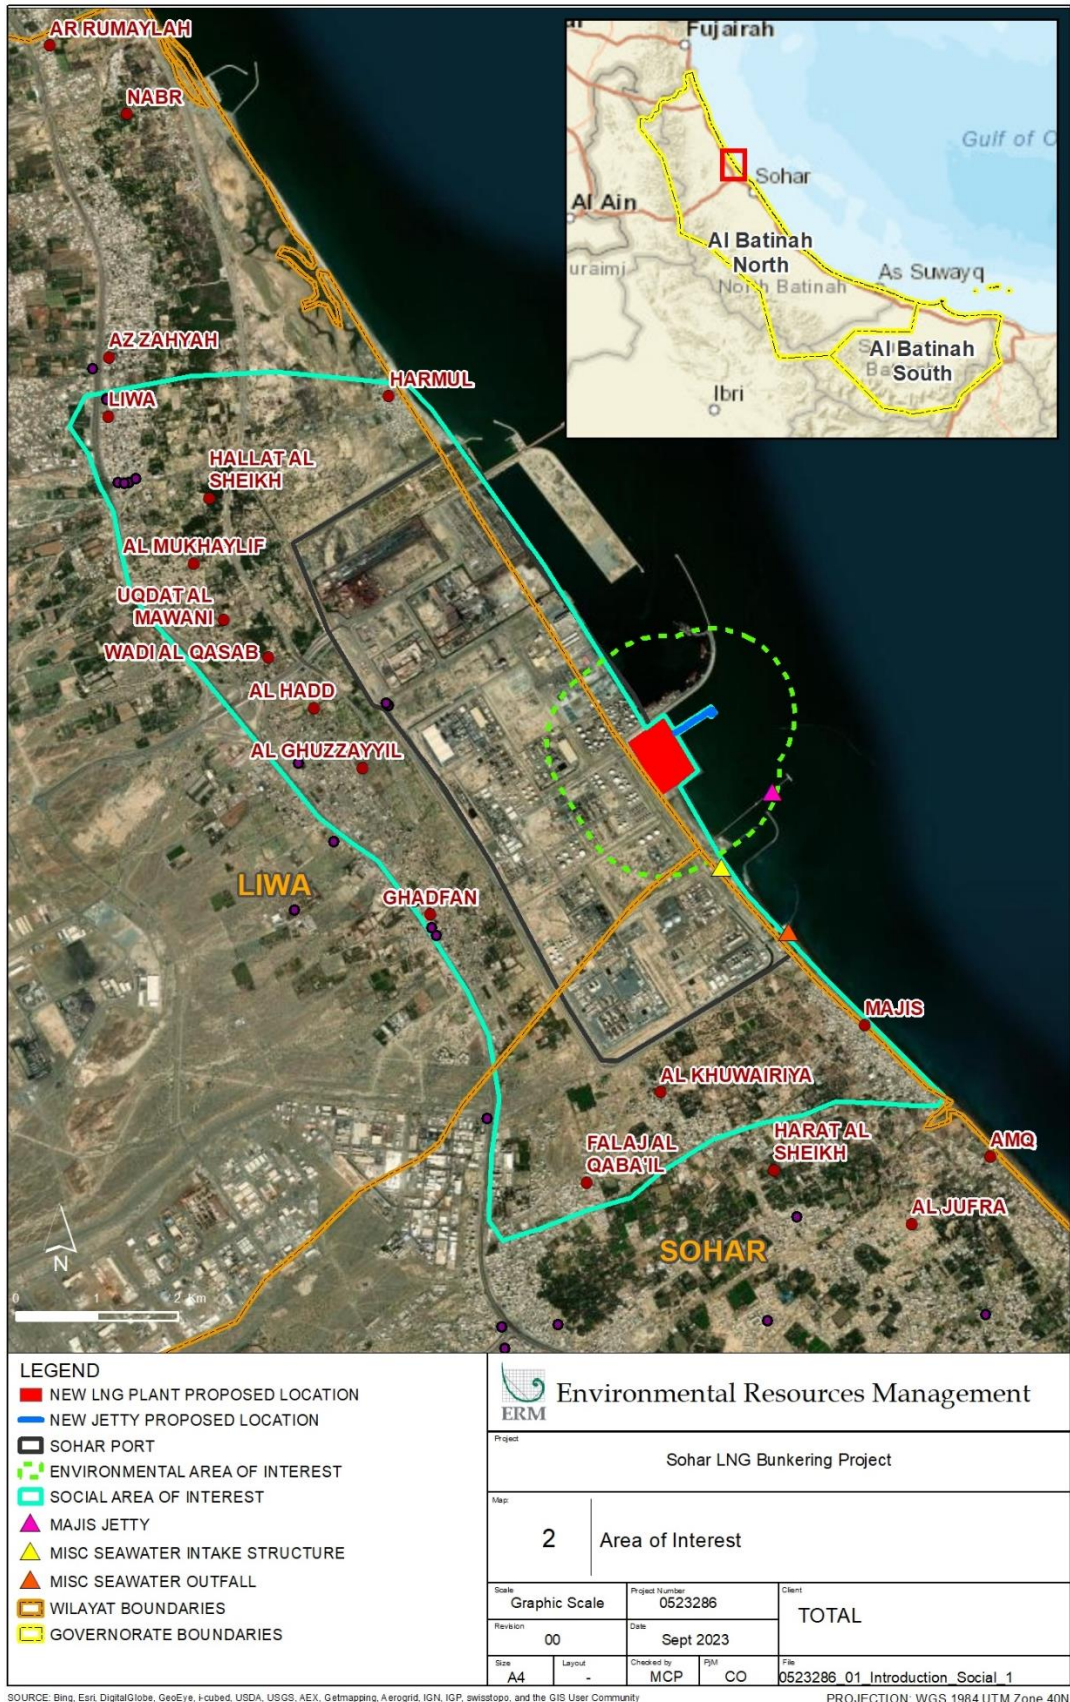 AR RUMAYLAH
NABR
AZ ZAHYAH
LIWA
HARMUL
HALLAT AL
SHEIKH
AL MUKHAYLIF
UQDAT AL
MAWANI
WADI AL QASAB
AL HADD
AL GHUZZAYYIL
LIWA
GHADFAN
MAJIS
AL KHUWAIRIYA
FALAJ AL
QABA'IL
HARAT AL
SHEIKH
AMQ
AL JUFRA
SOHAR
N
0 1 2 Km
Fujairah
Gulf of O
Sohar
Al Ain
uraimi
Al Batinah
North
North Batinah
As Suwayq
Al Batinah
South
Ibri
LEGEND
NEW LNG PLANT PROPOSED LOCATION
NEW JETTY PROPOSED LOCATION
SOHAR PORT
ENVIRONMENTAL AREA OF INTEREST
SOCIAL AREA OF INTEREST
MAJIS JETTY
MISC SEAWATER INTAKE STRUCTURE
MISC SEAWATER OUTFALL
WILAYAT BOUNDARIES
GOVERNORATE BOUNDARIES
ERM
Environmental Resources Management
Project
Sohar LNG Bunkering Project
Map:
2
Area of Interest
Scale
Graphic Scale
Project Number
0523286
Client
TOTAL
Revision
00
Date
Sept 2023
Size
A4
Layout
-
Checked by
MCP
PjM
CO
File
0523286_01_Introduction_Social_1
SOURCE: Bing, Esri, DigitalGlobe, GeoEye, i-cubed, USDA, USGS, AEX, Getmapping, Aerogrid, IGN, IGP, swisstopo, and the GIS User Community
PROJECTION: WGS 1984 UTM Zone 40N